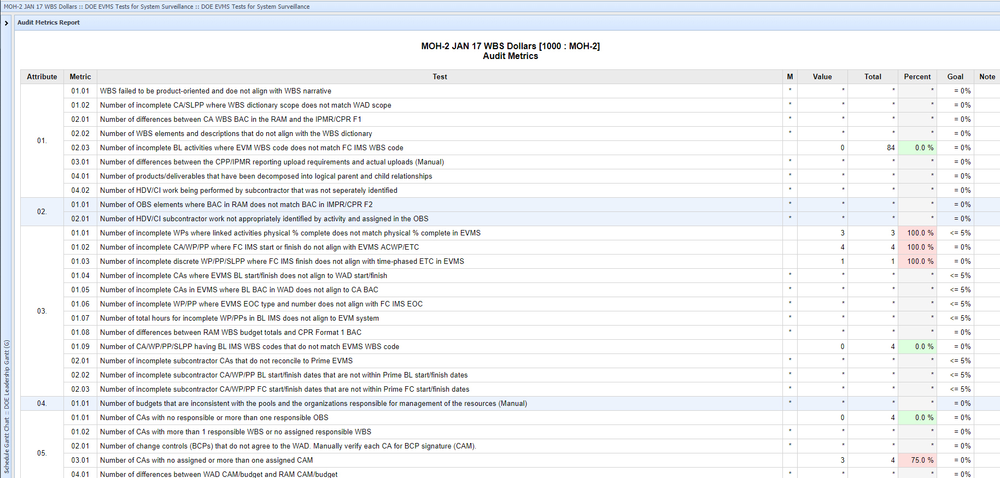 MOH-2 JAN 17 WBS Dollars :: DOE EVMS Tests for System Surveillance :: DOE EVMS Tests for System Surveillance
Audit Metrics Report
Schedule Gantt Chart :: DOE Leadership Gantt (G)
MOH-2 JAN 17 WBS Dollars [1000 : MOH-2]
Audit Metrics
Attribute Metric Test M Value Total Percent Goal Note
01.
01.01 WBS failed to be product-oriented and doe not align with WBS narrative * * * * = 0%
01.02 Number of incomplete CA/SLPP where WBS dictionary scope does not match WAD scope * * * * = 0%
02.01 Number of differences between CA WBS BAC in the RAM and the IPMR/CPR F1 * * * * = 0%
02.02 Number of WBS elements and descriptions that do not align with the WBS dictionary * * * * = 0%
02.03 Number of incomplete BL activities where EVM WBS code does not match FC IMS WBS code 0 84 0.0 % = 0%
03.01 Number of differences between the CPP/IPMR reporting upload requirements and actual uploads (Manual) * * * * = 0%
04.01 Number of products/deliverables that have been decomposed into logical parent and child relationships * * * * = 0%
04.02 Number of HDV/CI work being performed by subcontractor that was not seperately identified * * * * = 0%
02.
01.01 Number of OBS elements where BAC in RAM does not match BAC in IMPR/CPR F2 * * * * = 0%
02.01 Number of HDV/CI subcontractor work not appropriately identified by activity and assigned in the OBS * * * * = 0%
03.
01.01 Number of incomplete WPs where linked activities physical % complete does not match physical % complete in EVMS 3 3 100.0 % <= 5%
01.02 Number of incomplete CA/WP/PP where FC IMS start or finish do not align with EVMS ACWP/ETC 4 4 100.0 % = 0%
01.03 Number of incomplete discrete WP/PP/SLPP where FC IMS finish does not align with time-phased ETC in EVMS 1 1 100.0 % = 0%
01.04 Number of incomplete CAs where EVMS BL start/finish does not align to WAD start/finish * * * * <= 5%
01.05 Number of incomplete CAs in EVMS where BL BAC in WAD does not align to CA BAC * * * * <= 5%
01.06 Number of incomplete WP/PP where EVMS EOC type and number does not align with FC IMS EOC * * * * <= 5%
01.07 Number of total hours for incomplete WP/PPs in BL IMS does not align to EVM system * * * * <= 5%
01.08 Number of differences between RAM WBS budget totals and CPR Format 1 BAC * * * * = 0%
01.09 Number of CA/WP/PP/SLPP having BL IMS WBS codes that do not match EVMS WBS code 0 4 0.0 % = 0%
02.01 Number of incomplete subcontractor CAs that do not reconcile to Prime EVMS * * * * <= 5%
02.02 Number of incomplete subcontractor CA/WP/PP BL start/finish dates that are not within Prime BL start/finish dates * * * * <= 5%
02.03 Number of incomplete subcontractor CA/WP/PP FC start/finish dates that are not within Prime FC start/finish dates * * * * <= 5%
04.
01.01 Number of budgets that are inconsistent with the pools and the organizations responsible for management of the resources (Manual) * * * * = 0%
05.
01.01 Number of CAs with no responsible or more than one responsible OBS 0 4 0.0 % = 0%
01.02 Number of CAs with more than 1 responsible WBS or no assigned responsible WBS * * * * = 0%
02.01 Number of change controls (BCPs) that do not agree to the WAD. Manually verify each CA for BCP signature (CAM). * * * * = 0%
03.01 Number of CAs with no assigned or more than one assigned CAM 3 4 75.0 % = 0%
04.01 Number of differences between WAD CAM/budget and RAM CAM/budget * * * * = 0%